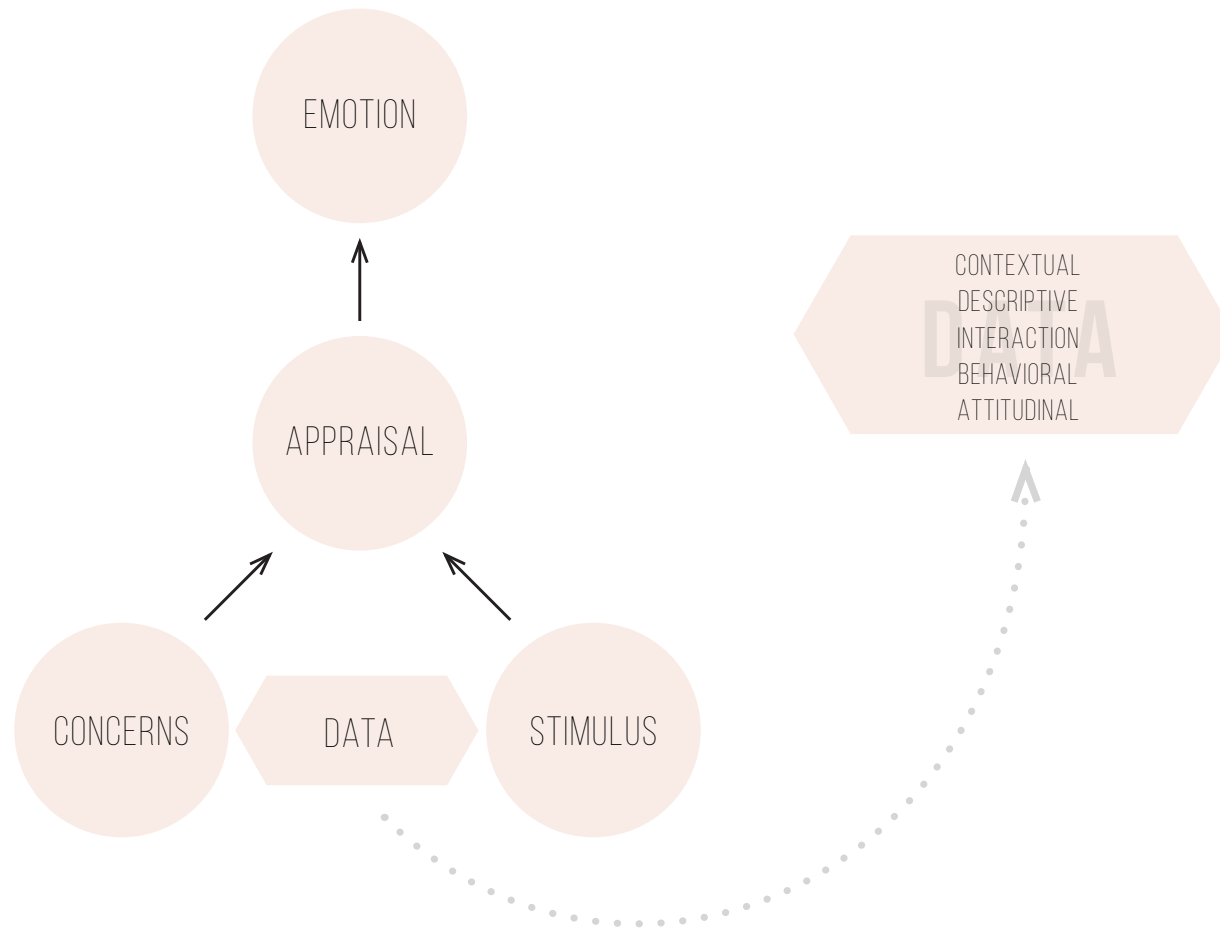 EMOTION
CONTEXTUAL
DESCRIPTIVE
DATA
INTERACTION
BEHAVIORAL
ATTITUDINAL
APPRAISAL
CONCERNS
DATA
STIMULUS